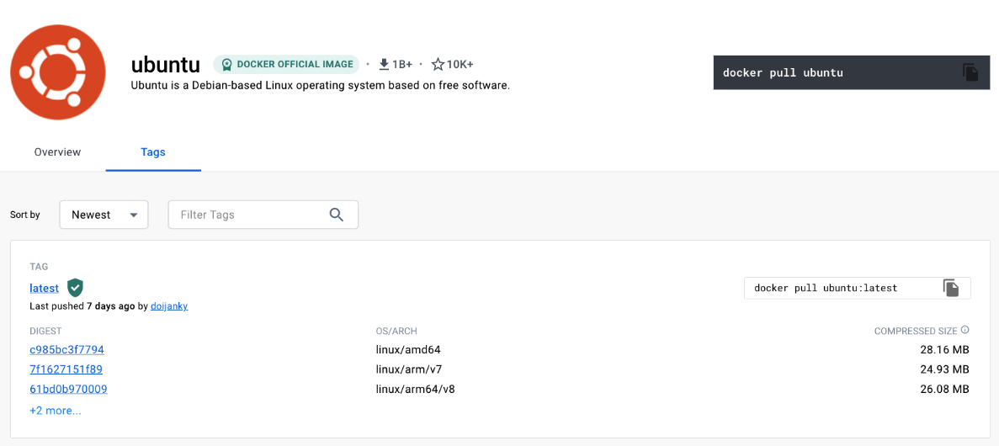 ubuntu DOCKER OFFICIAL IMAGE · 1B+ · 10K+
Ubuntu is a Debian-based Linux operating system based on free software.
docker pull ubuntu
Overview Tags
Sort by Newest Filter Tags
TAG
latest
docker pull ubuntu:latest
Last pushed 7 days ago by doijanky
DIGEST OS/ARCH COMPRESSED SIZE
c985bc3f7794 linux/amd64 28.16 MB
7f1627151f89 linux/arm/v7 24.93 MB
61bd0b970009 linux/arm64/v8 26.08 MB
+2 more...